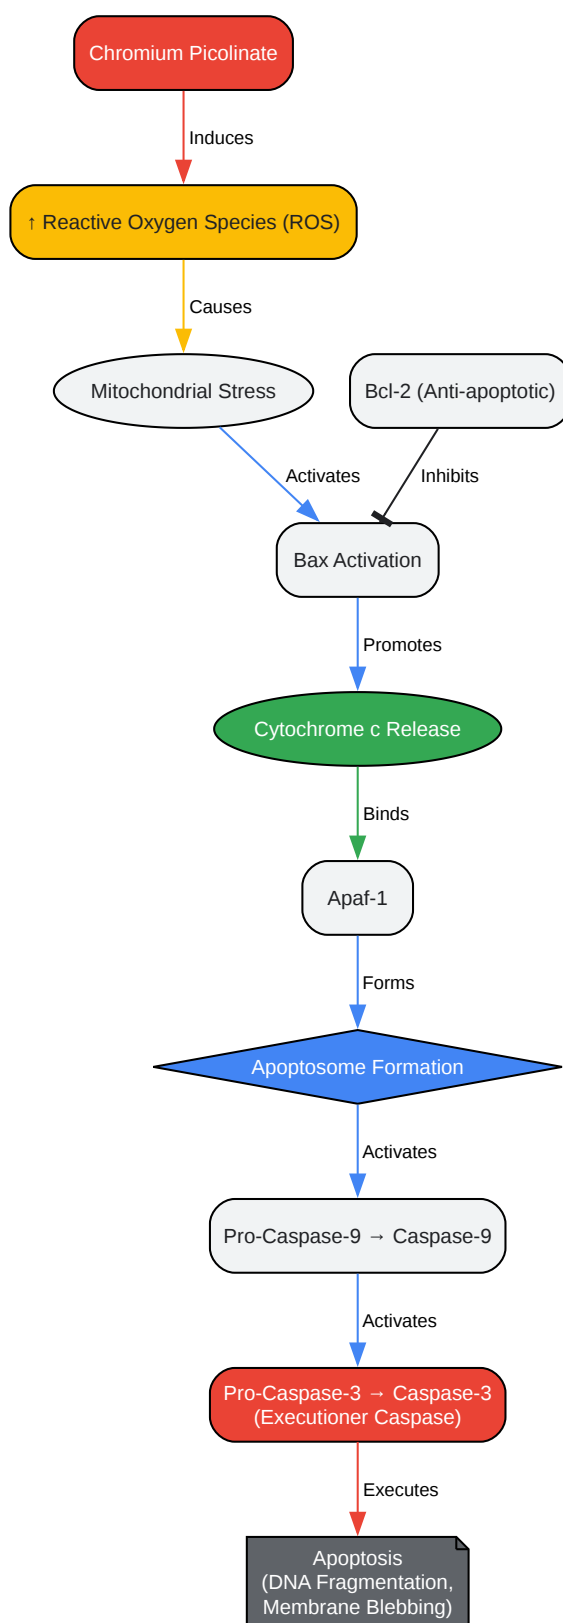 Chromium Picolinate
Induces
↑ Reactive Oxygen Species (ROS)
Causes
Mitochondrial Stress
Bcl-2 (Anti-apoptotic)
Activates
Inhibits
Bax Activation
Promotes
Cytochrome c Release
Binds
Apaf-1
Forms
Apoptosome Formation
Activates
Pro-Caspase-9 → Caspase-9
Activates
Pro-Caspase-3 → Caspase-3
(Executioner Caspase)
Executes
Apoptosis
(DNA Fragmentation,
Membrane Blebbing)